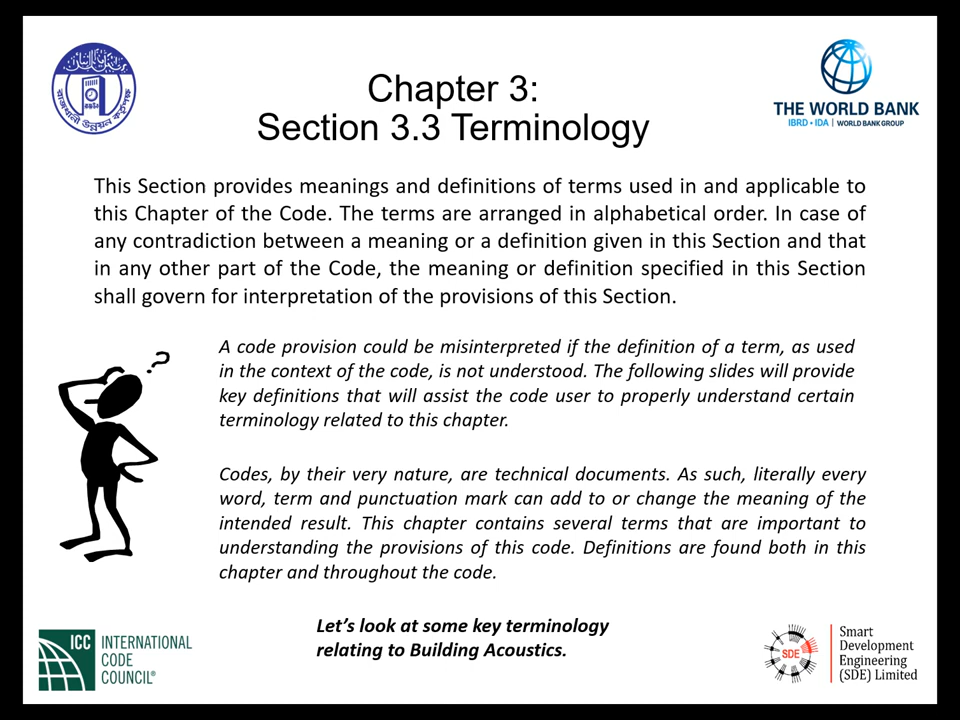 Chapter 3:
Section 3.3 Terminology
THE WORLD BANK
IBRD • IDA | WORLD BANK GROUP
This Section provides meanings and definitions of terms used in and applicable to
this Chapter of the Code. The terms are arranged in alphabetical order. In case of
any contradiction between a meaning or a definition given in this Section and that
in any other part of the Code, the meaning or definition specified in this Section
shall govern for interpretation of the provisions of this Section.
?
A code provision could be misinterpreted if the definition of a term, as used
in the context of the code, is not understood. The following slides will provide
key definitions that will assist the code user to properly understand certain
terminology related to this chapter.
Codes, by their very nature, are technical documents. As such, literally every
word, term and punctuation mark can add to or change the meaning of the
intended result. This chapter contains several terms that are important to
understanding the provisions of this code. Definitions are found both in this
chapter and throughout the code.
Let's look at some key terminology
relating to Building Acoustics.
ICC
INTERNATIONAL
CODE
COUNCIL®
SDE
Smart
Development
Engineering
(SDE) Limited